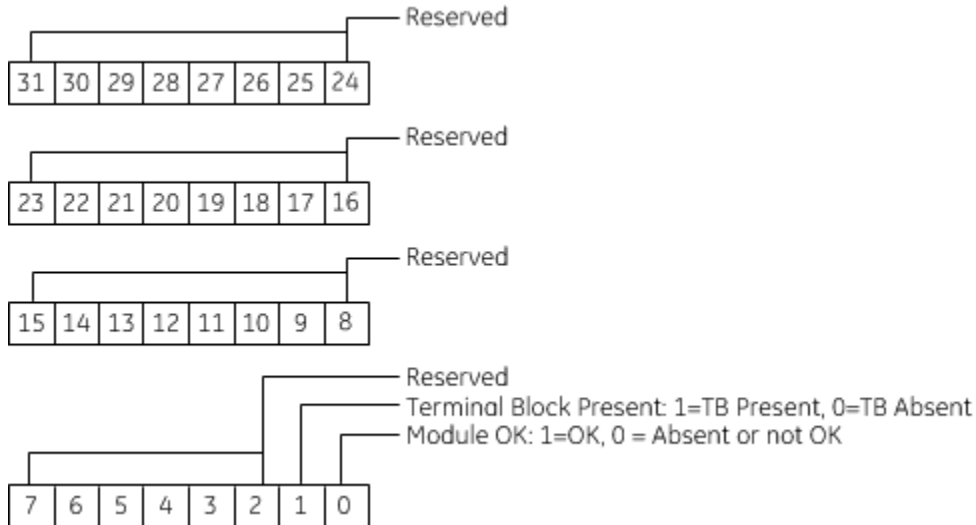 Reserved
31 30 29 28 27 26 25 24
Reserved
23 22 21 20 19 18 17 16
Reserved
15 14 13 12 11 10 9 8
Reserved
Terminal Block Present: 1=TB Present, 0=TB Absent
Module OK: 1=OK, 0 = Absent or not OK
7 6 5 4 3 2 1 0